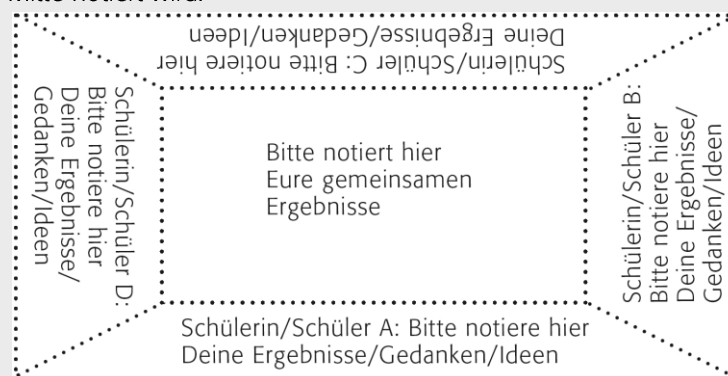 Mitte notiert wird.
Schülerin/Schüler C: Bitte notiere hier
Deine Ergebnisse/Gedanken/Ideen
Schülerin/Schüler D:
Bitte notiere hier
Deine Ergebnisse/
Gedanken/Ideen
Bitte notiert hier
Eure gemeinsamen
Ergebnisse
Schülerin/Schüler B:
Bitte notiere hier
Deine Ergebnisse/
Gedanken/Ideen
Schülerin/Schüler A: Bitte notiere hier
Deine Ergebnisse/Gedanken/Ideen